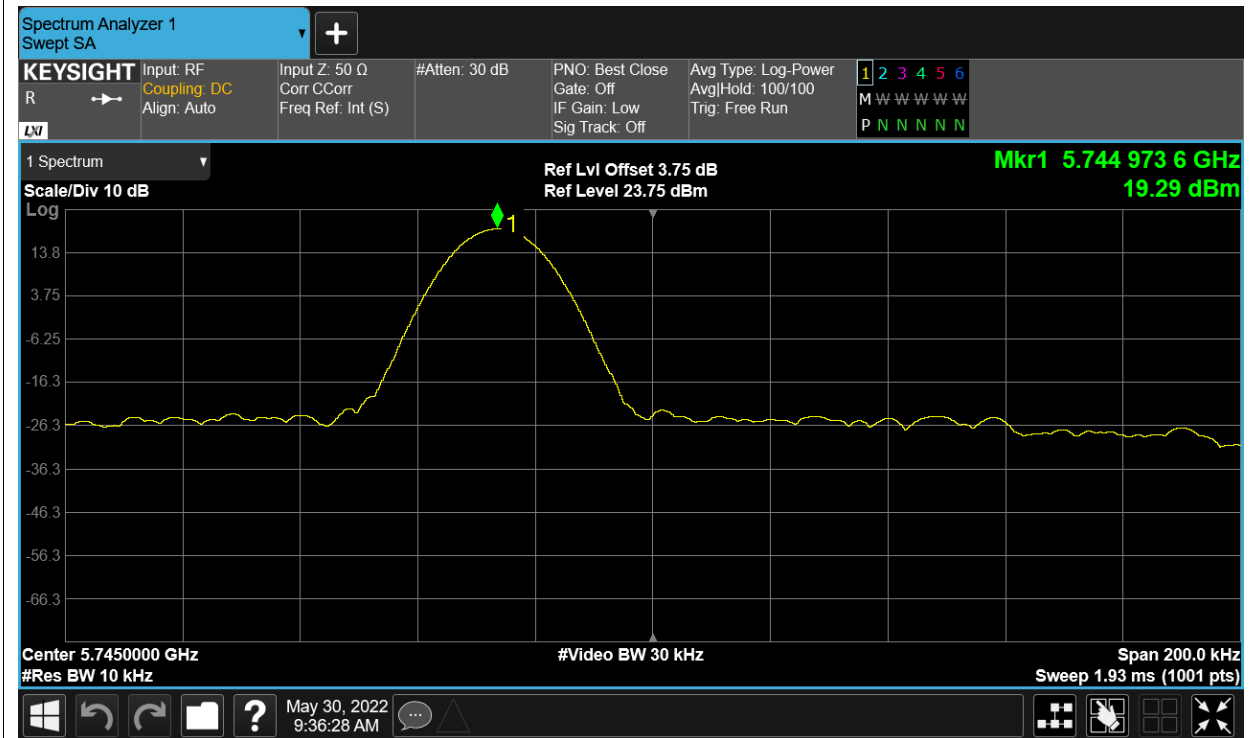 Spectrum Analyzer 1
Swept SA
KEYSIGHT
R
LXI
Input: RF
Coupling: DC
Align: Auto
Input Z: 50 Ω
Corr CCorr
Freq Ref: Int (S)
#Atten: 30 dB
PNO: Best Close
Gate: Off
IF Gain: Low
Sig Track: Off
Avg Type: Log-Power
Avg|Hold: 100/100
Trig: Free Run
1 2 3 4 5 6
M W W W W W
P N N N N N
1 Spectrum
Scale/Div 10 dB
Ref Lvl Offset 3.75 dB
Ref Level 23.75 dBm
Mkr1 5.744 973 6 GHz
19.29 dBm
Log
1
13.8
3.75
-6.25
-16.3
-26.3
-36.3
-46.3
-56.3
-66.3
Center 5.7450000 GHz
#Video BW 30 kHz
Span 200.0 kHz
#Res BW 10 kHz
Sweep 1.93 ms (1001 pts)
?
May 30, 2022
9:36:28 AM